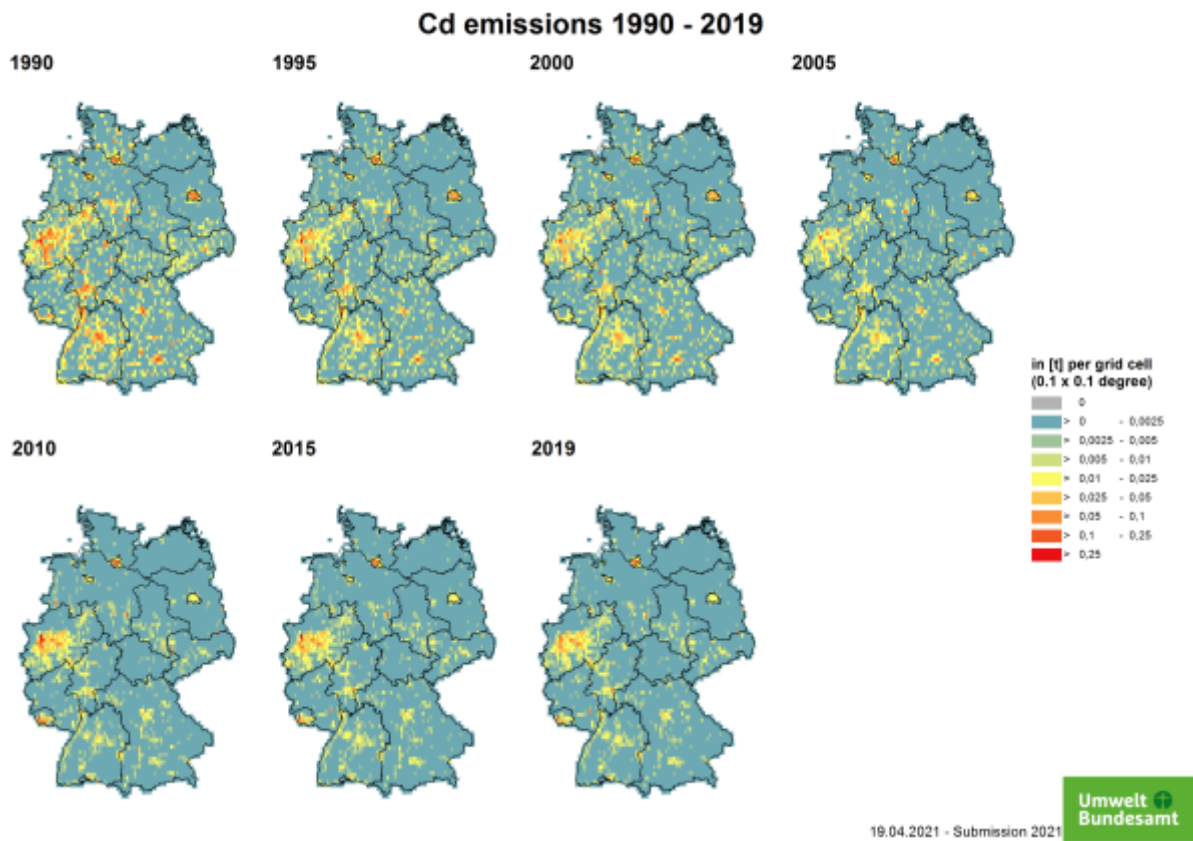 Cd emissions 1990 - 2019
1990
1995
2000
2005
in [t] per grid cell
(0.1 x 0.1 degree)
0
> 0 - 0,0025
> 0,0025 - 0,005
> 0,005 - 0,01
> 0,01 - 0,025
> 0,025 - 0,05
> 0,05 - 0,1
> 0,1 - 0,25
> 0,25
2010
2015
2019
19.04.2021 - Submission 2021
Umwelt
Bundesamt